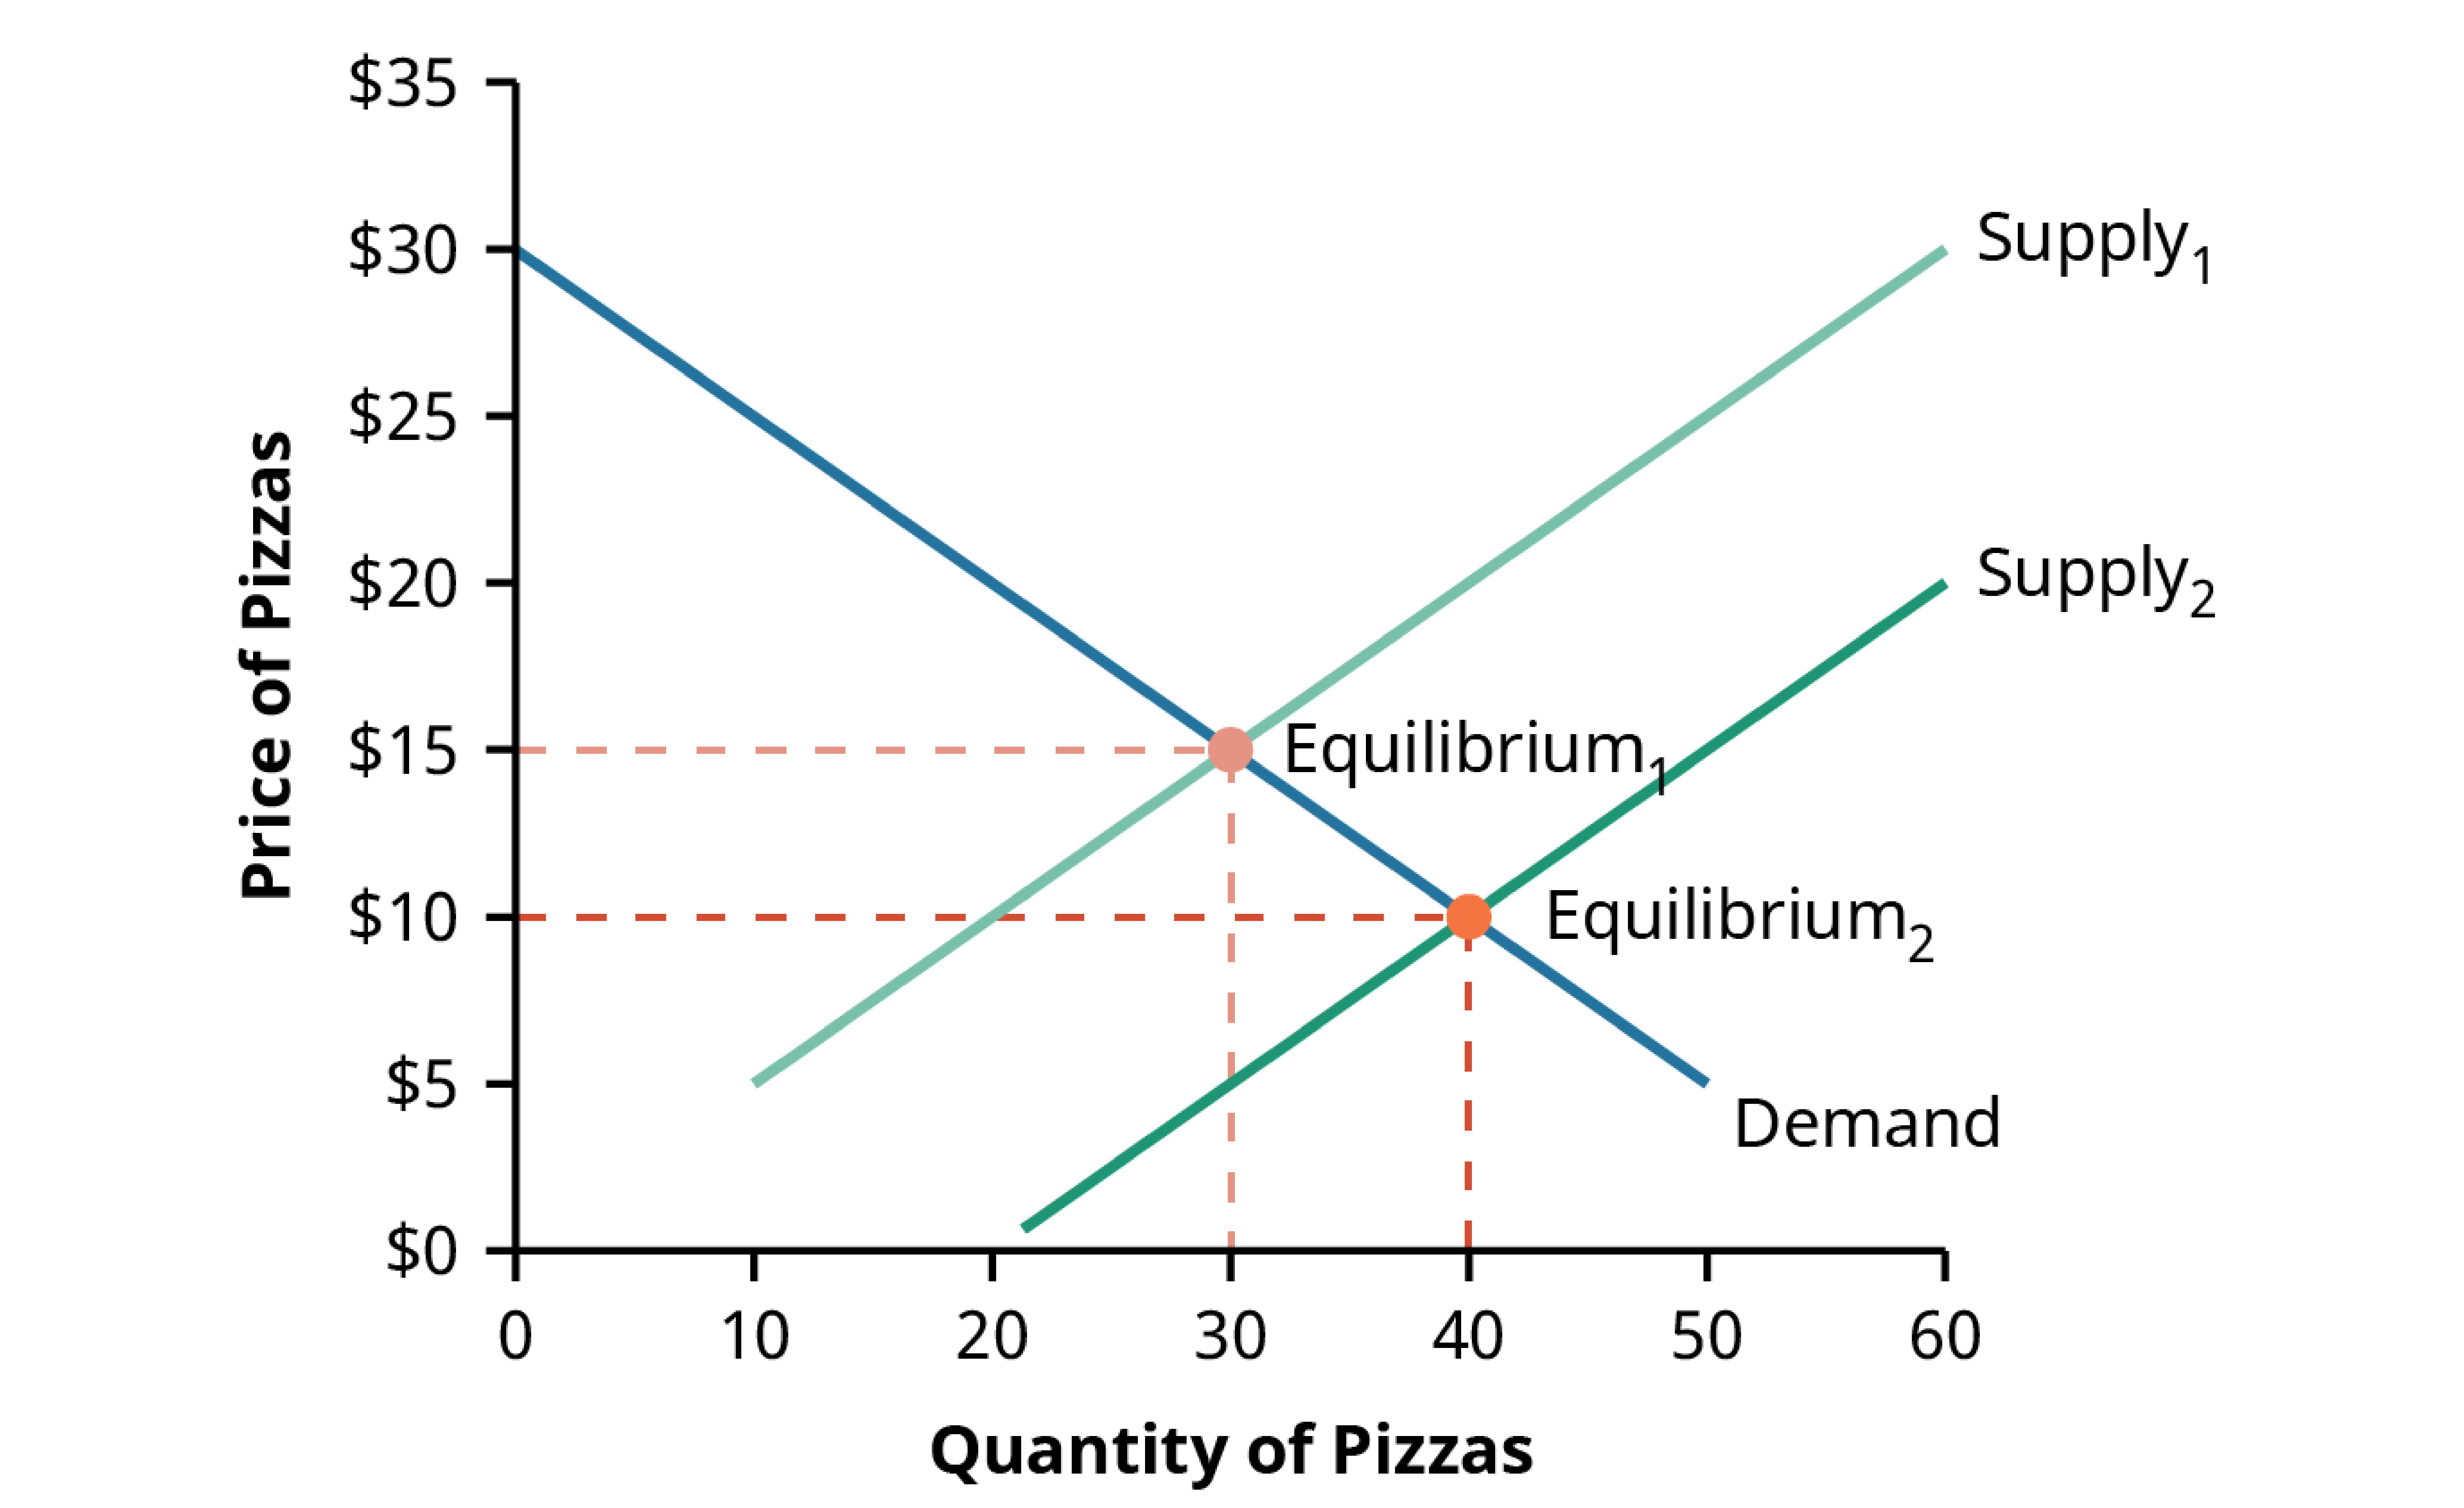 $35
$30
$25
$20
$15
$10
$5
$0
Price of Pizzas
Supply₁
Supply₂
Equilibrium₁
Equilibrium₂
Demand
0 10 20 30 40 50 60
Quantity of Pizzas